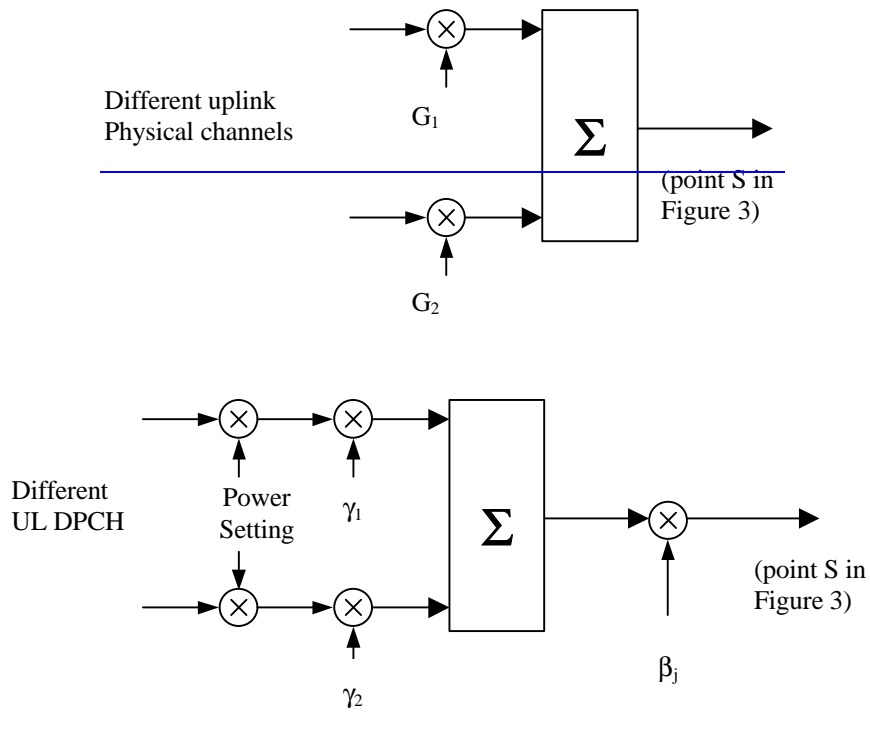 Different uplink
Physical channels
G₁
Σ
(point S in
Figure 3)
G₂
Different
UL DPCH
Power
Setting
γ₁
Σ
(point S in
Figure 3)
γ₂
βⱼ